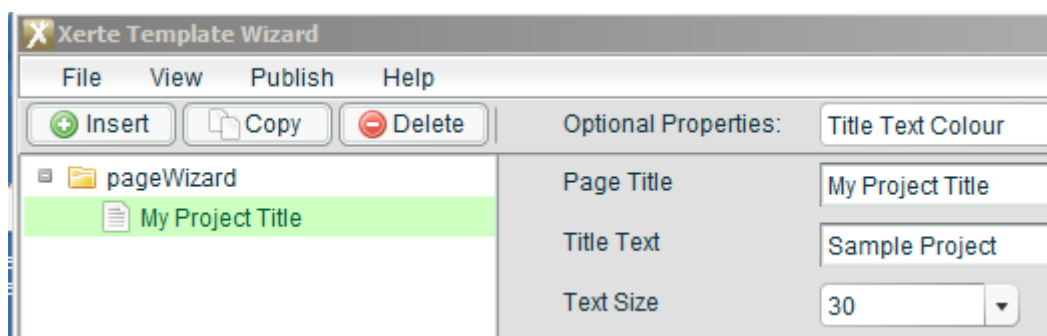 Xerte Template Wizard
File View Publish Help
Insert Copy Delete Optional Properties: Title Text Colour
pageWizard Page Title My Project Title
My Project Title Title Text Sample Project
Text Size 30